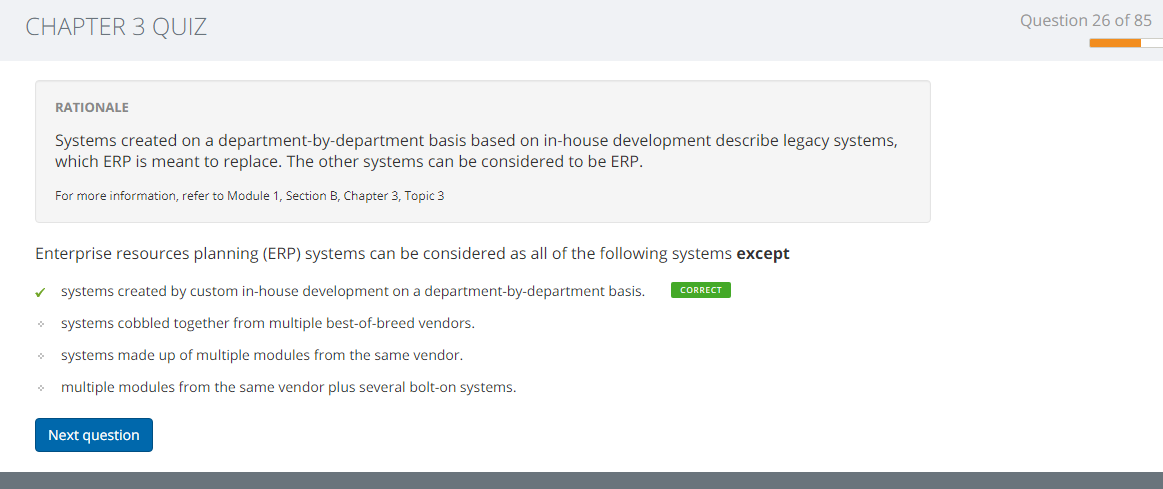 CHAPTER 3 QUIZ
Question 26 of 85
RATIONALE
Systems created on a department-by-department basis based on in-house development describe legacy systems,
which ERP is meant to replace. The other systems can be considered to be ERP.
For more information, refer to Module 1, Section B, Chapter 3, Topic 3
Enterprise resources planning (ERP) systems can be considered as all of the following systems except
systems created by custom in-house development on a department-by-department basis. CORRECT
systems cobbled together from multiple best-of-breed vendors.
systems made up of multiple modules from the same vendor.
multiple modules from the same vendor plus several bolt-on systems.
Next question